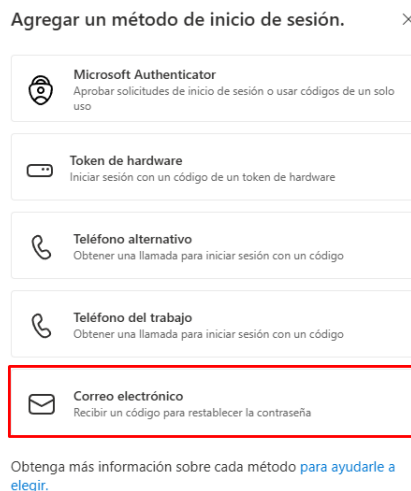 Agregar un método de inicio de sesión.
Microsoft Authenticator
Aprobar solicitudes de inicio de sesión o usar códigos de un solo
uso
Token de hardware
Iniciar sesión con un código de un token de hardware
Teléfono alternativo
Obtener una llamada para iniciar sesión con un código
Teléfono del trabajo
Obtener una llamada para iniciar sesión con un código
Correo electrónico
Recibir un código para restablecer la contraseña
Obtenga más información sobre cada método para ayudarle a
elegir.